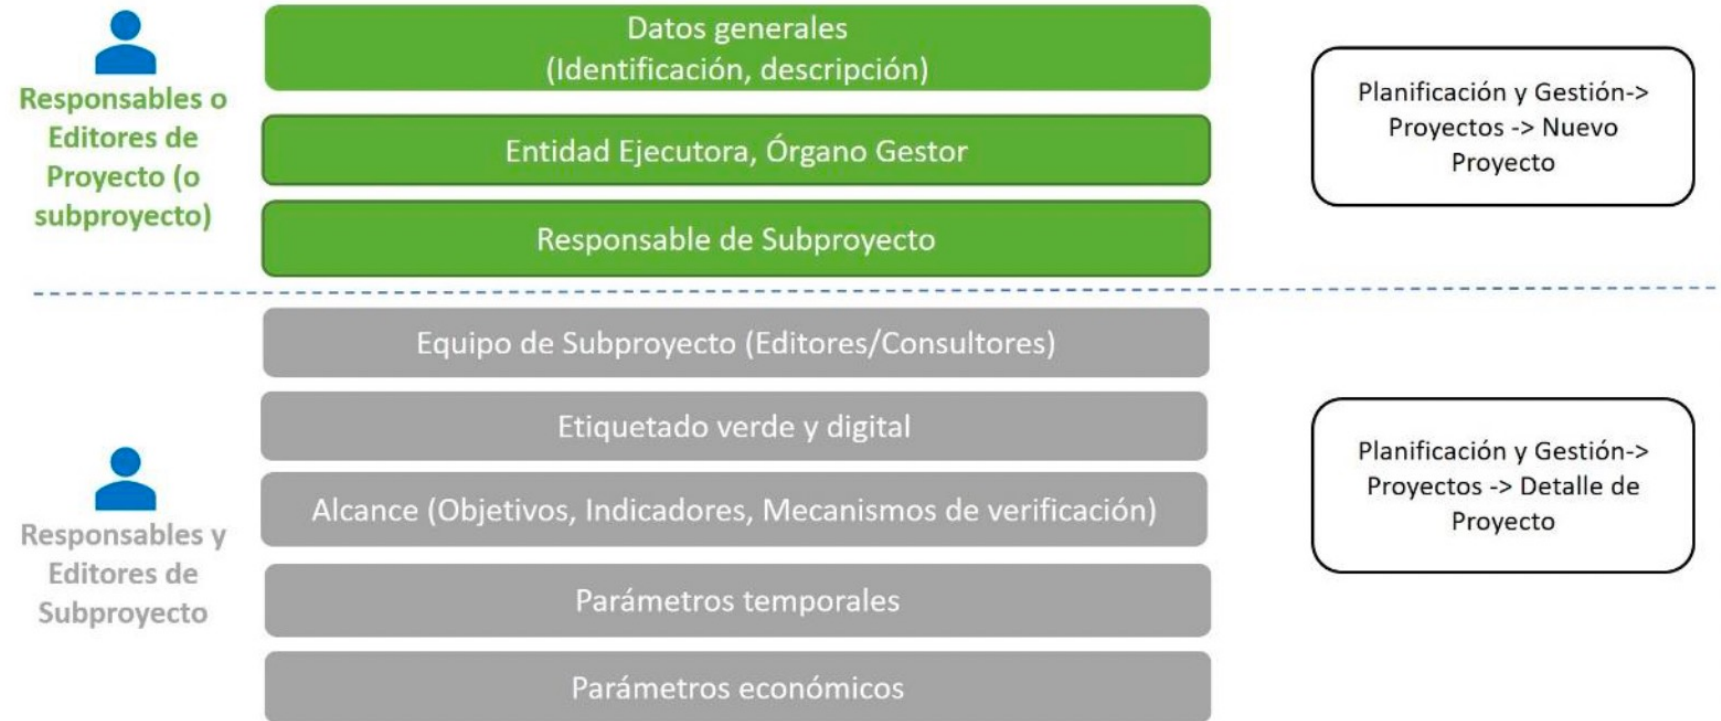 Responsables o
Editores de
Proyecto (o
subproyecto)
Datos generales
(Identificación, descripción)
Entidad Ejecutora, Órgano Gestor
Responsable de Subproyecto
Planificación y Gestión->
Proyectos -> Nuevo
Proyecto
Responsables y
Editores de
Subproyecto
Equipo de Subproyecto (Editores/Consultores)
Etiquetado verde y digital
Alcance (Objetivos, Indicadores, Mecanismos de verificación)
Parámetros temporales
Parámetros económicos
Planificación y Gestión->
Proyectos -> Detalle de
Proyecto